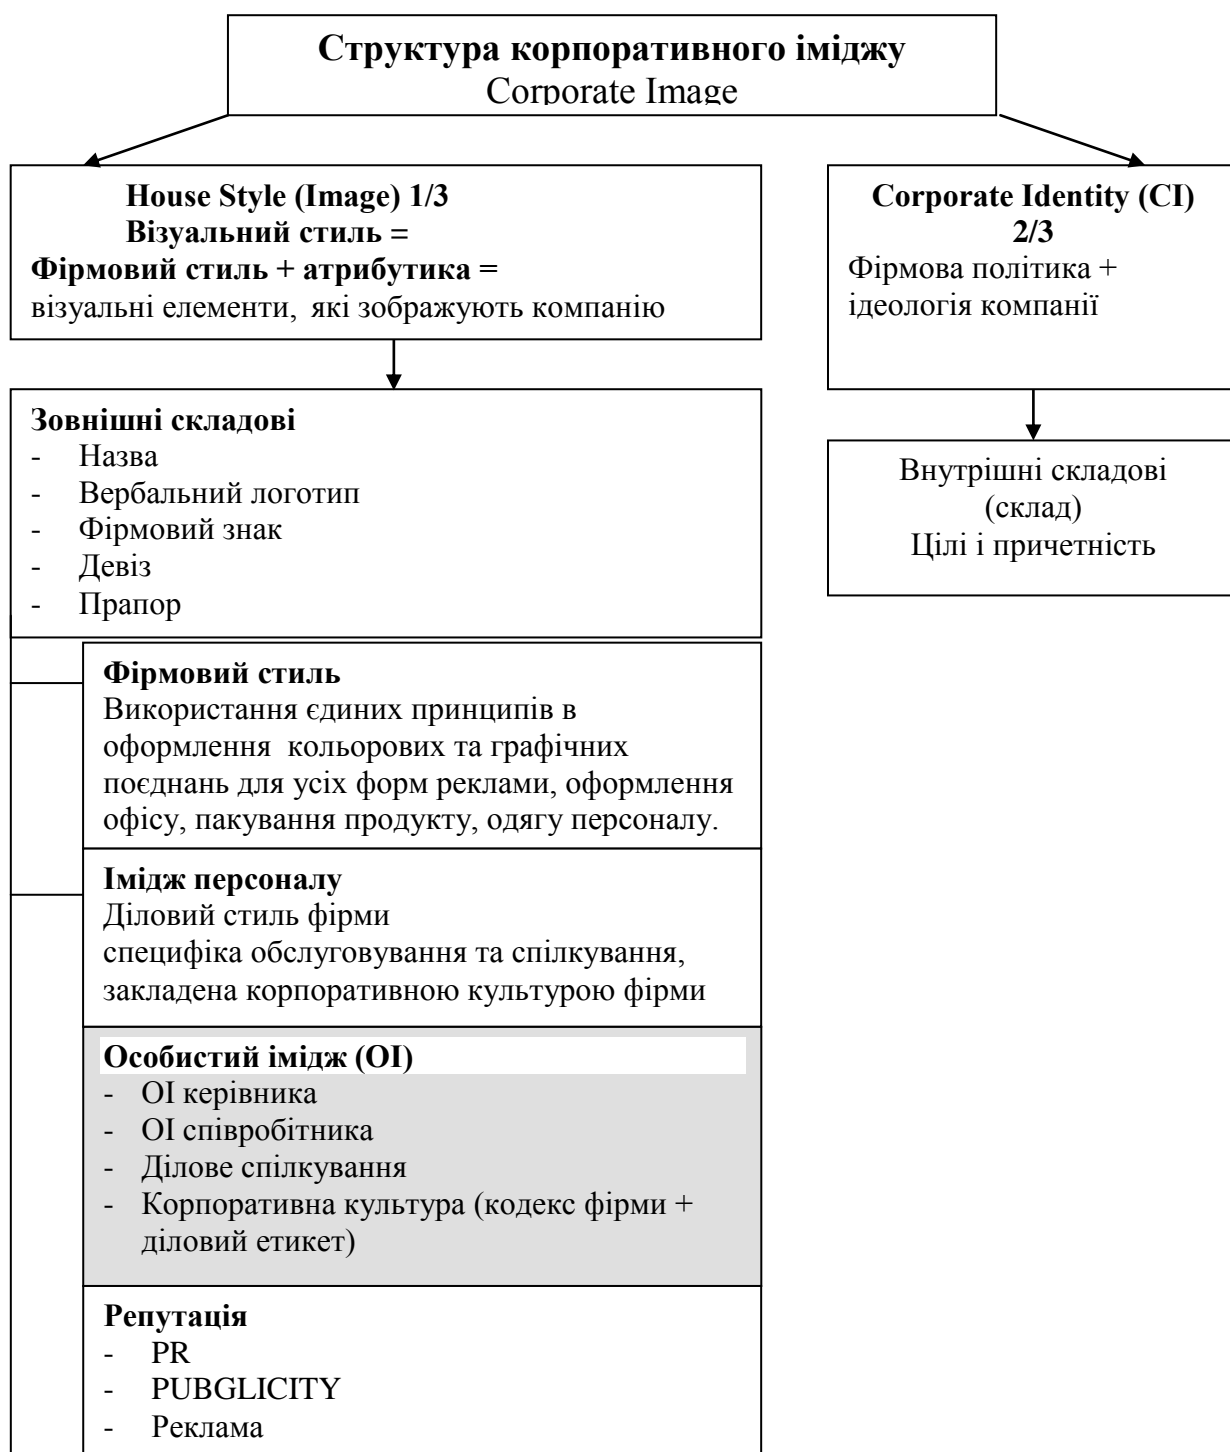 Структура корпоративного іміджу
Corporate Image
House Style (Image) 1/3
Візуальний стиль =
Фірмовий стиль + атрибутика =
візуальні елементи, які зображують компанію
Corporate Identity (CI)
2/3
Фірмова політика +
ідеологія компанії
Зовнішні складові
- Назва
- Вербальний логотип
- Фірмовий знак
- Девіз
- Прапор
Внутрішні складові
(склад)
Цілі і причетність
Фірмовий стиль
Використання єдиних принципів в
оформлення кольорових та графічних
поєднань для усіх форм реклами, оформлення
офісу, пакування продукту, одягу персоналу.
Імідж персоналу
Діловий стиль фірми
специфіка обслуговування та спілкування,
закладена корпоративною культурою фірми
Особистий імідж (ОІ)
- ОІ керівника
- ОІ співробітника
- Ділове спілкування
- Корпоративна культура (кодекс фірми +
діловий етикет)
Репутація
- PR
- PUBGLICITY
- Реклама